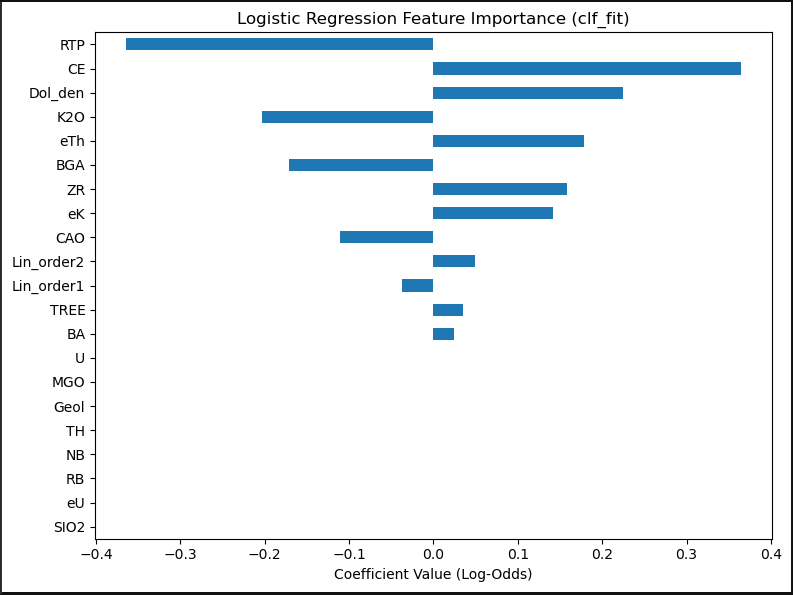 Logistic Regression Feature Importance (clf_fit)
RTP
CE
Dol_den
K2O
eTh
BGA
ZR
eK
CAO
Lin_order2
Lin_order1
TREE
BA
U
MGO
Geol
TH
NB
RB
eU
SIO2
−0.4 −0.3 −0.2 −0.1 0.0 0.1 0.2 0.3 0.4
Coefficient Value (Log-Odds)